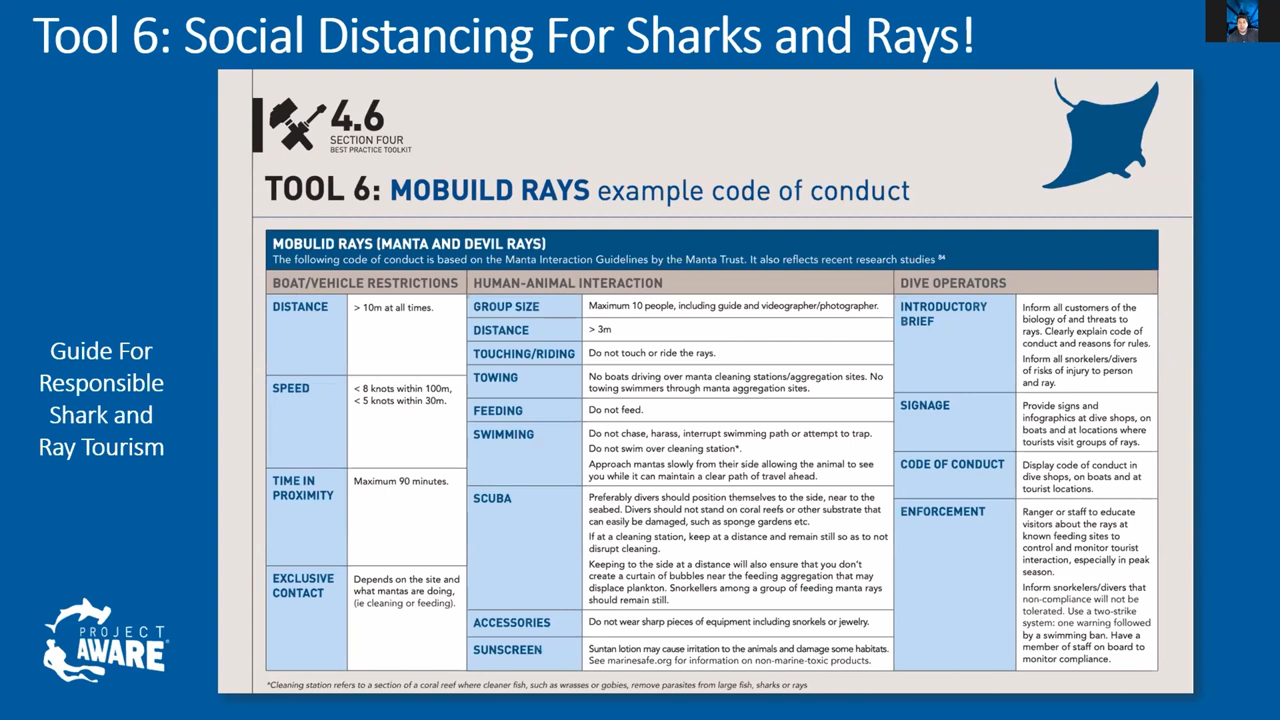 Tool 6: Social Distancing For Sharks and Rays!
4.6
SECTION FOUR
BEST PRACTICE TOOLKIT
TOOL 6: MOBUILD RAYS example code of conduct
MOBULID RAYS (MANTA AND DEVIL RAYS)
The following code of conduct is based on the Manta Interaction Guidelines by the Manta Trust. It also reflects recent research studies 84
BOAT/VEHICLE RESTRICTIONS
DISTANCE
> 10m at all times.
SPEED
< 8 knots within 100m,
< 5 knots within 30m.
TIME IN
PROXIMITY
Maximum 90 minutes.
EXCLUSIVE
CONTACT
Depends on the site and
what mantas are doing,
(ie cleaning or feeding).
HUMAN-ANIMAL INTERACTION
GROUP SIZE
Maximum 10 people, including guide and videographer/photographer.
DISTANCE
> 3m
TOUCHING/RIDING
Do not touch or ride the rays.
TOWING
No boats driving over manta cleaning stations/aggregation sites. No
towing swimmers through manta aggregation sites.
FEEDING
Do not feed.
SWIMMING
Do not chase, harass, interrupt swimming path or attempt to trap.
Do not swim over cleaning station*.
Approach mantas slowly from their side allowing the animal to see
you while it can maintain a clear path of travel ahead.
SCUBA
Preferably divers should position themselves to the side, near to the
seabed. Divers should not stand on coral reefs or other substrate that
can easily be damaged, such as sponge gardens etc.
If at a cleaning station, keep at a distance and remain still so as to not
disrupt cleaning.
Keeping to the side at a distance will also ensure that you don't
create a curtain of bubbles near the feeding aggregation that may
displace plankton. Snorkellers among a group of feeding manta rays
should remain still.
ACCESSORIES
Do not wear sharp pieces of equipment including snorkels or jewelry.
SUNSCREEN
Suntan lotion may cause irritation to the animals and damage some habitats.
See marinesafe.org for information on non-marine-toxic products.
DIVE OPERATORS
INTRODUCTORY
BRIEF
Inform all customers of the
biology of and threats to
rays. Clearly explain code of
conduct and reasons for rules.
Inform all snorkelers/divers
of risks of injury to person
and ray.
SIGNAGE
Provide signs and
infographics at dive shops, on
boats and at locations where
tourists visit groups of rays.
CODE OF CONDUCT
Display code of conduct in
dive shops, on boats and at
tourist locations.
ENFORCEMENT
Ranger or staff to educate
visitors about the rays at
known feeding sites to
control and monitor tourist
interaction, especially in peak
season.
Inform snorkelers/divers that
non-compliance will not be
tolerated. Use a two-strike
system: one warning followed
by a swimming ban. Have a
member of staff on board to
monitor compliance.
*Cleaning station refers to a section of a coral reef where cleaner fish, such as wrasses or gobies, remove parasites from large fish, sharks or rays
Guide For
Responsible
Shark and
Ray Tourism
PROJECT
AWARE®